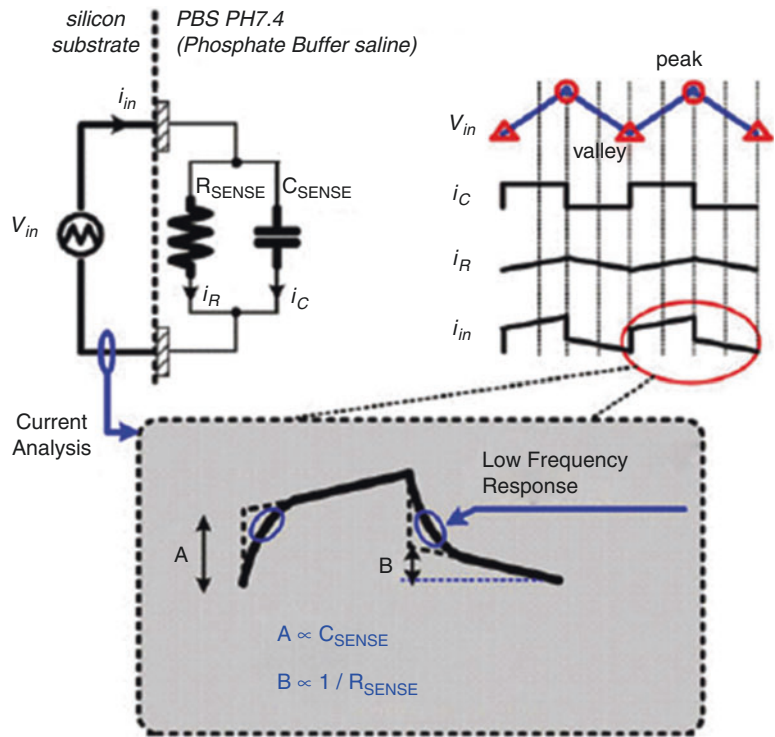 silicon
substrate
PBS PH7.4
(Phosphate Buffer saline)
i_in
V_in
R_SENSE
C_SENSE
i_R
i_C
peak
V_in
valley
i_C
i_R
i_in
Current
Analysis
Low Frequency
Response
A
B
A ∝ C_SENSE
B ∝ 1 / R_SENSE